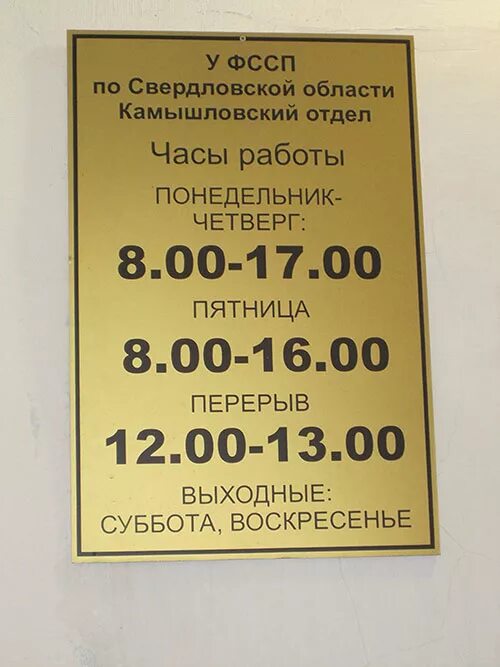 У ФССП
по Свердловской области
Камышловский отдел
Часы работы
ПОНЕДЕЛЬНИК-
ЧЕТВЕРГ:
8.00-17.00
ПЯТНИЦА
8.00-16.00
ПЕРЕРЫВ
12.00-13.00
ВЫХОДНЫЕ:
СУББОТА, ВОСКРЕСЕНЬЕ